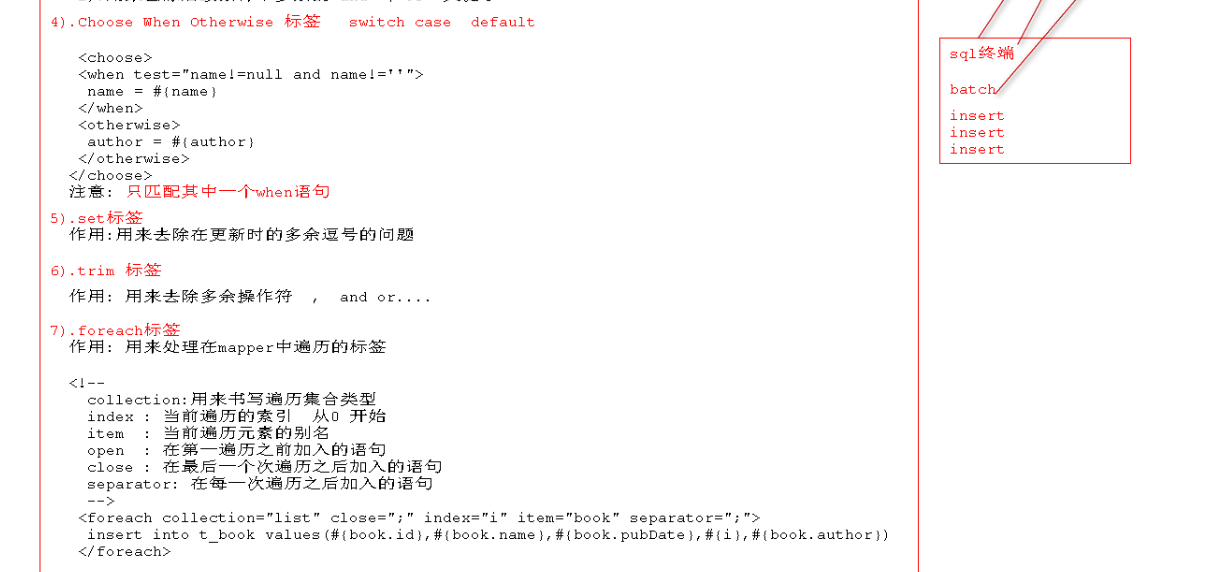 4).Choose When Otherwise 标签   switch case  default
<choose>
<when test="name!=null and name!=''">
name = #{name}
</when>
<otherwise>
author = #{author}
</otherwise>
</choose>
注意: 只匹配其中一个when语句
5).set标签
作用:用来去除在更新时的多余逗号的问题
6).trim 标签
作用: 用来去除多余操作符  ,  and or....
7).foreach标签
作用: 用来处理在mapper中遍历的标签
<!--
collection:用来书写遍历集合类型
index : 当前遍历的索引  从0 开始
item  : 当前遍历元素的别名
open  : 在第一遍历之前加入的语句
close : 在最后一个次遍历之后加入的语句
separator: 在每一次遍历之后加入的语句
-->
<foreach collection="list" close=";" index="i" item="book" separator=";">
insert into t_book values(#{book.id},#{book.name},#{book.pubDate},#{i},#{book.author})
</foreach>
sql终端
batch
insert
insert
insert